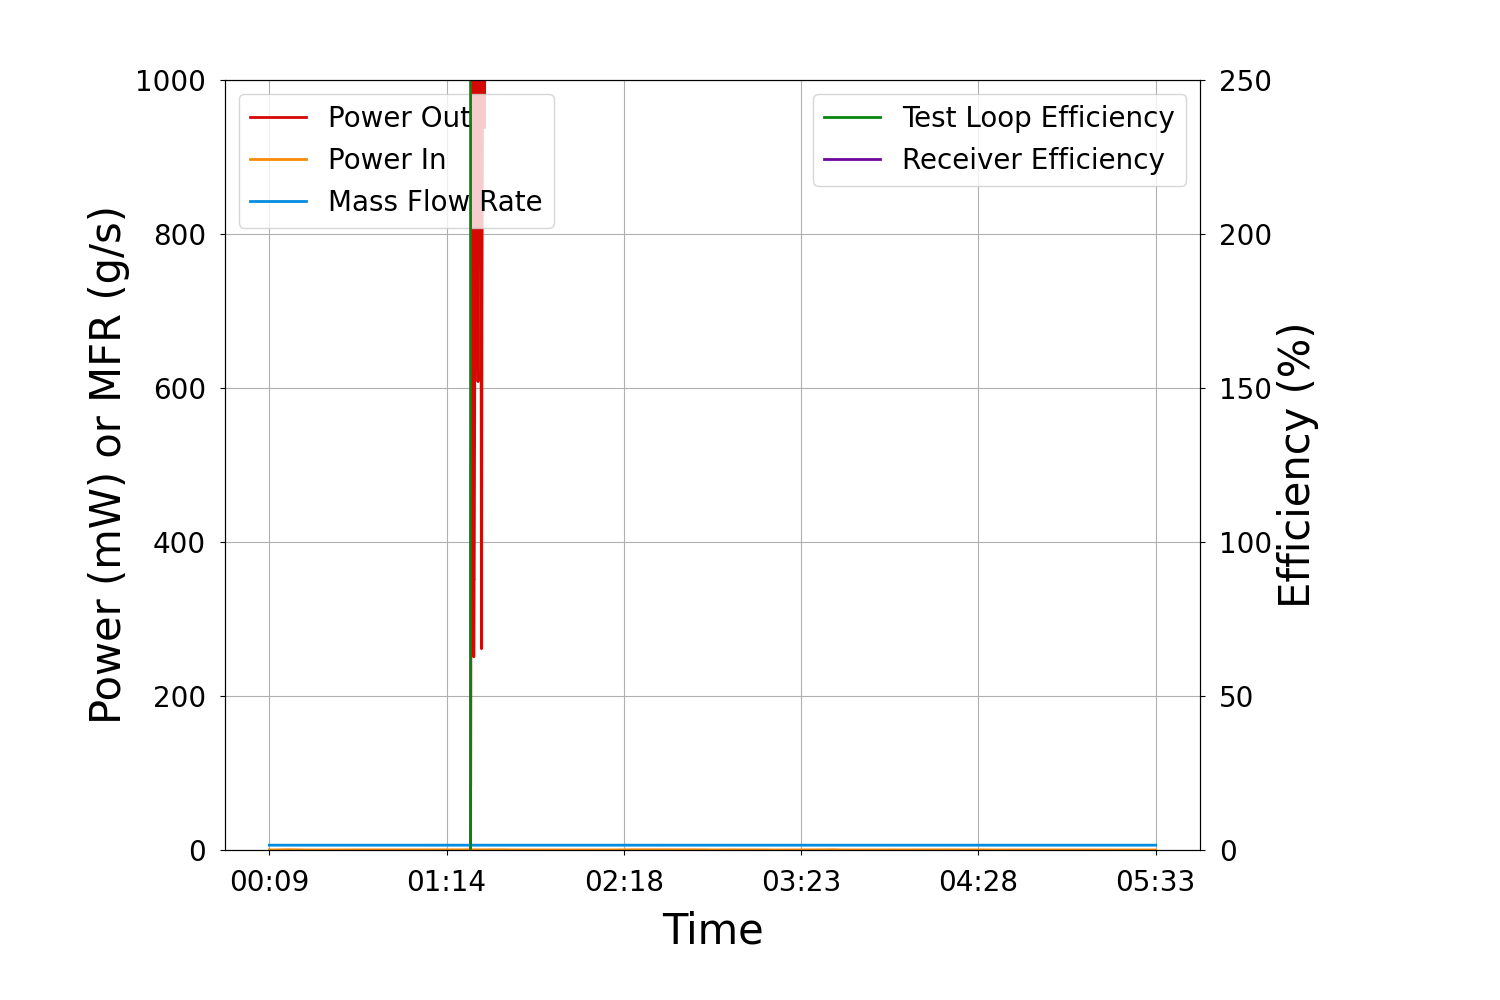 Power (mW) or MFR (g/s)
1000
800
600
400
200
0
Power Out
Power In
Mass Flow Rate
Test Loop Efficiency
Receiver Efficiency
250
200
150
100
50
0
Efficiency (%)
00:09 01:14 02:18 03:23 04:28 05:33
Time